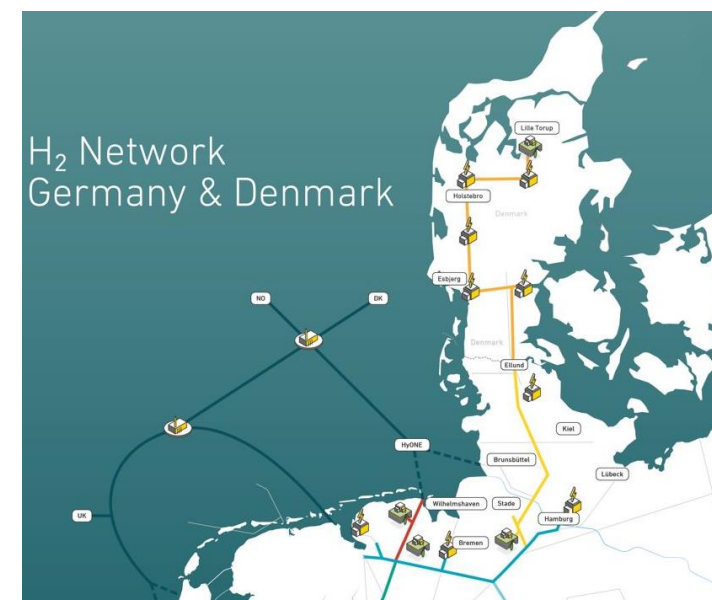 H₂ Network
Germany & Denmark
Lille Torup
Holstebro
Denmark
Esbjerg
NO
DK
Denmark
Ellund
Kiel
HyONE
Brunsbüttel
Lübeck
Wilhelmshaven
Stade
UK
Hamburg
Bremen